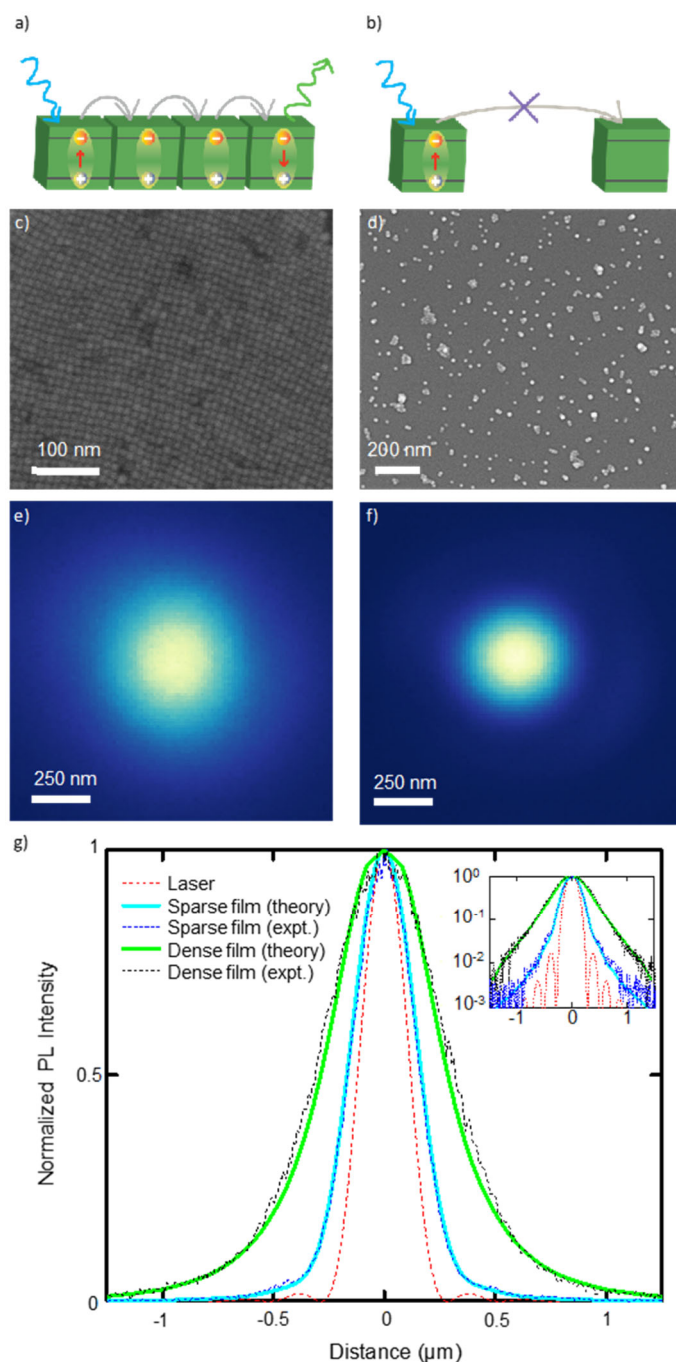 a)
b)
c)
d)
100 nm
200 nm
e)
f)
250 nm
250 nm
g)
Normalized PL Intensity
1
0.5
0
Laser
Sparse film (theory)
Sparse film (expt.)
Dense film (theory)
Dense film (expt.)
10⁰
10⁻¹
10⁻²
10⁻³
-1
0
1
-1
-0.5
0
0.5
1
Distance (µm)